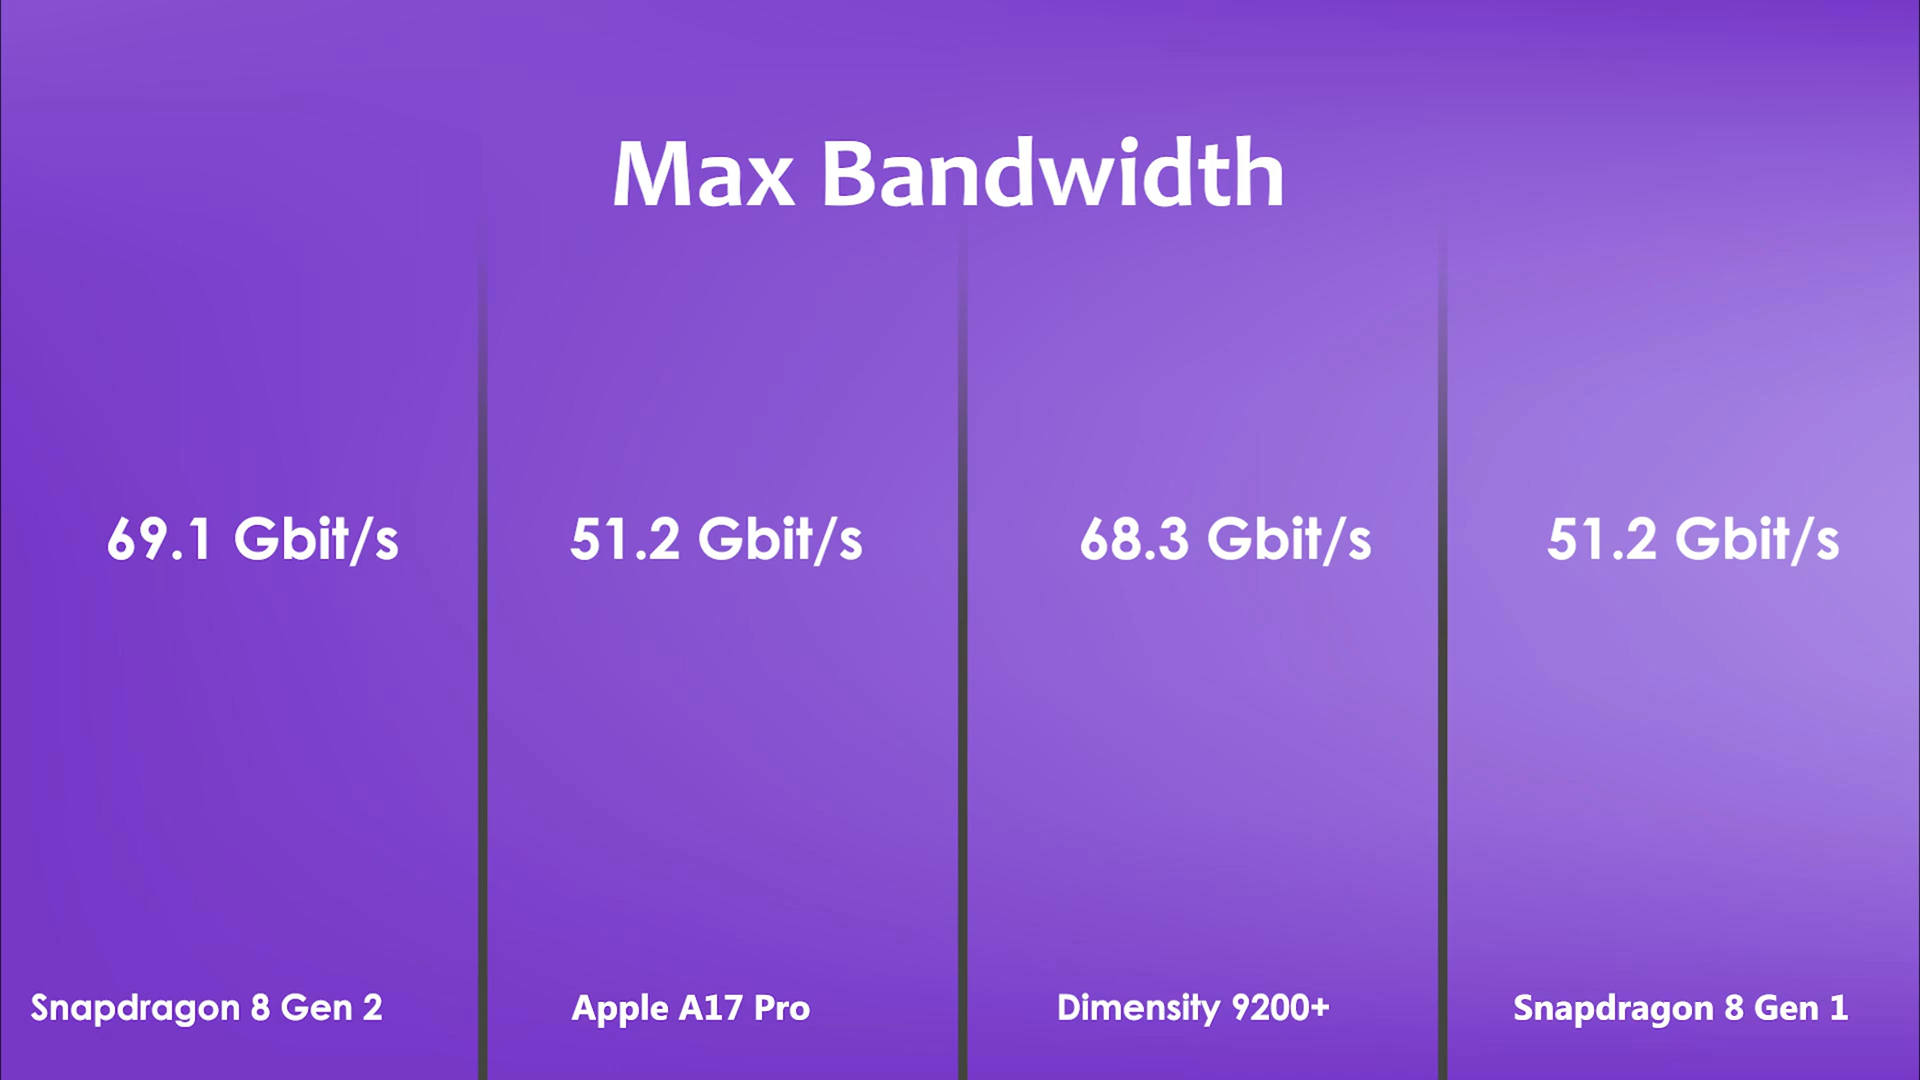 Max Bandwidth
69.1 Gbit/s
51.2 Gbit/s
68.3 Gbit/s
51.2 Gbit/s
Snapdragon 8 Gen 2
Apple A17 Pro
Dimensity 9200+
Snapdragon 8 Gen 1